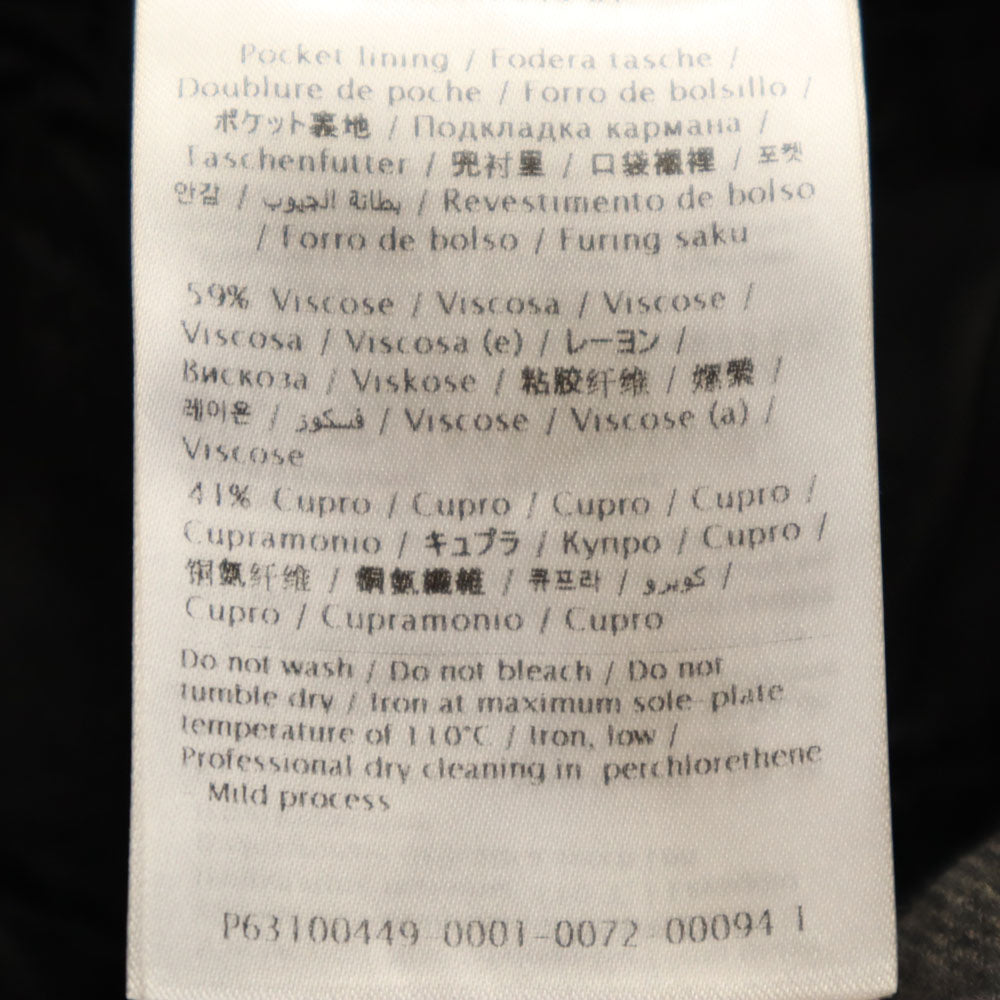 Pocket lining / Fodera tasche /
Doublure de poche / Forro de bolsillo /
ポケット裏地 / Подкладка кармана /
Taschenfutter / 兜衬里 / 口袋襯裡 / 포켓
안감 / بطانة الجيوب / Revestimento de bolso
/ Forro de bolso / Furing saku
59% Viscose / Viscosa / Viscose /
Viscosa / Viscosa (e) / レーヨン /
Вискоза / Viskose / 粘胶纤维 / 嫘縈 /
레이온 / فسكوز / Viscose / Viscose (a) /
Viscose
41% Cupro / Cupro / Cupro / Cupro /
Cupramonio / キュプラ / Купро / Cupro /
铜氨纤维 / 銅氨纖維 / 큐프라 / كوبرو /
Cupro / Cupramonio / Cupro
Do not wash / Do not bleach / Do not
tumble dry / Iron at maximum sole-plate
temperature of 110°C / Iron, low /
Professional dry cleaning in perchlorethene
Mild process
P63100449-0001-0072-00094 1